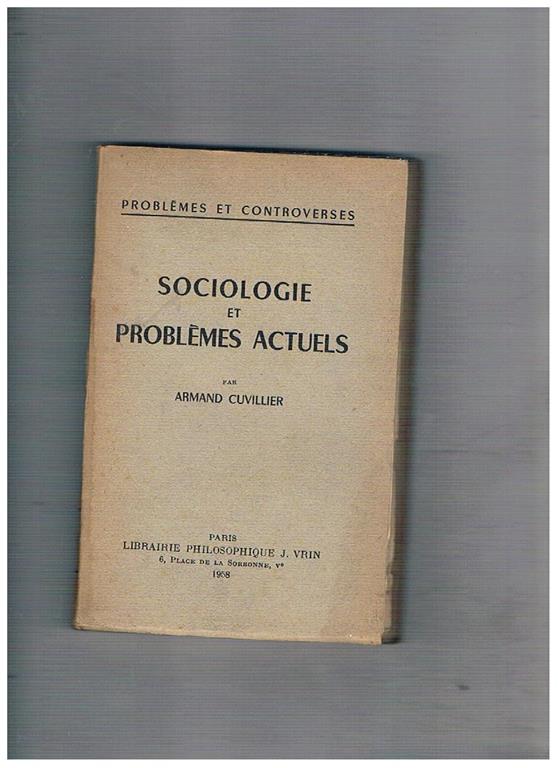 PROBLÈMES ET CONTROVERSES
SOCIOLOGIE
ET
PROBLÈMES ACTUELS
PAR
ARMAND CUVILLIER
PARIS
LIBRAIRIE PHILOSOPHIQUE J. VRIN
6, PLACE DE LA SORBONNE, Vᵉ
1958